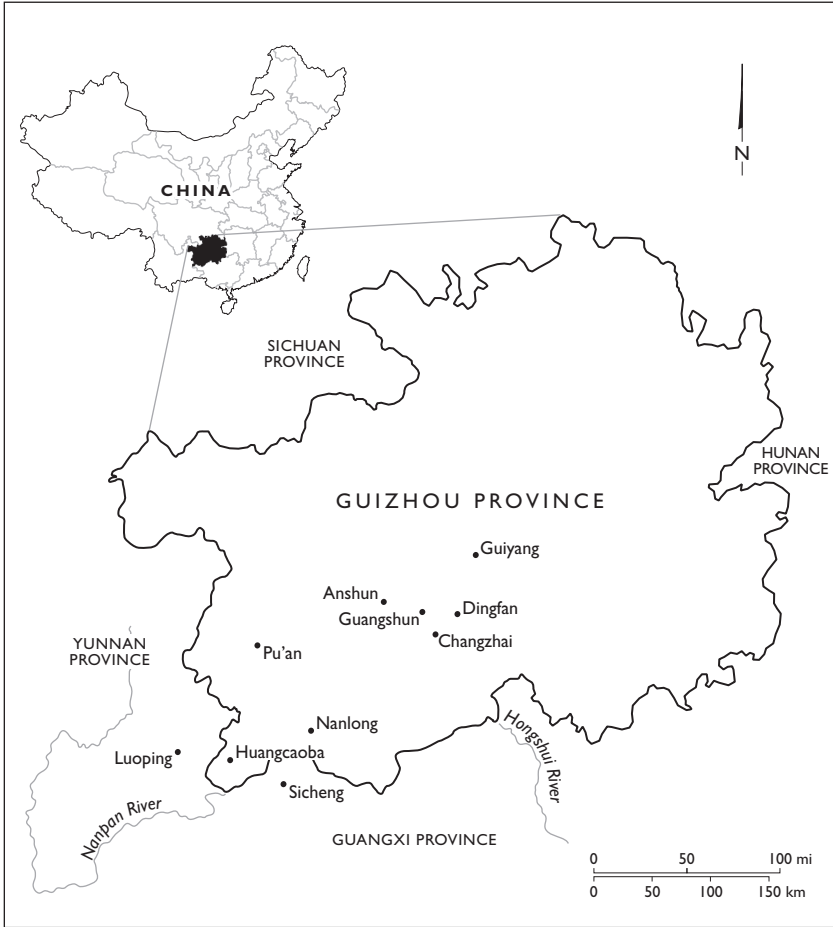 N
CHINA
SICHUAN
PROVINCE
HUNAN
PROVINCE
GUIZHOU PROVINCE
Guiyang
Anshun
Guangshun
Dingfan
Changzhai
YUNNAN
PROVINCE
Pu’an
Nanlong
Luoping
Huangcaoba
Sicheng
Hongshui River
Nanpan River
GUANGXI PROVINCE
0 50 100 mi
0 50 100 150 km